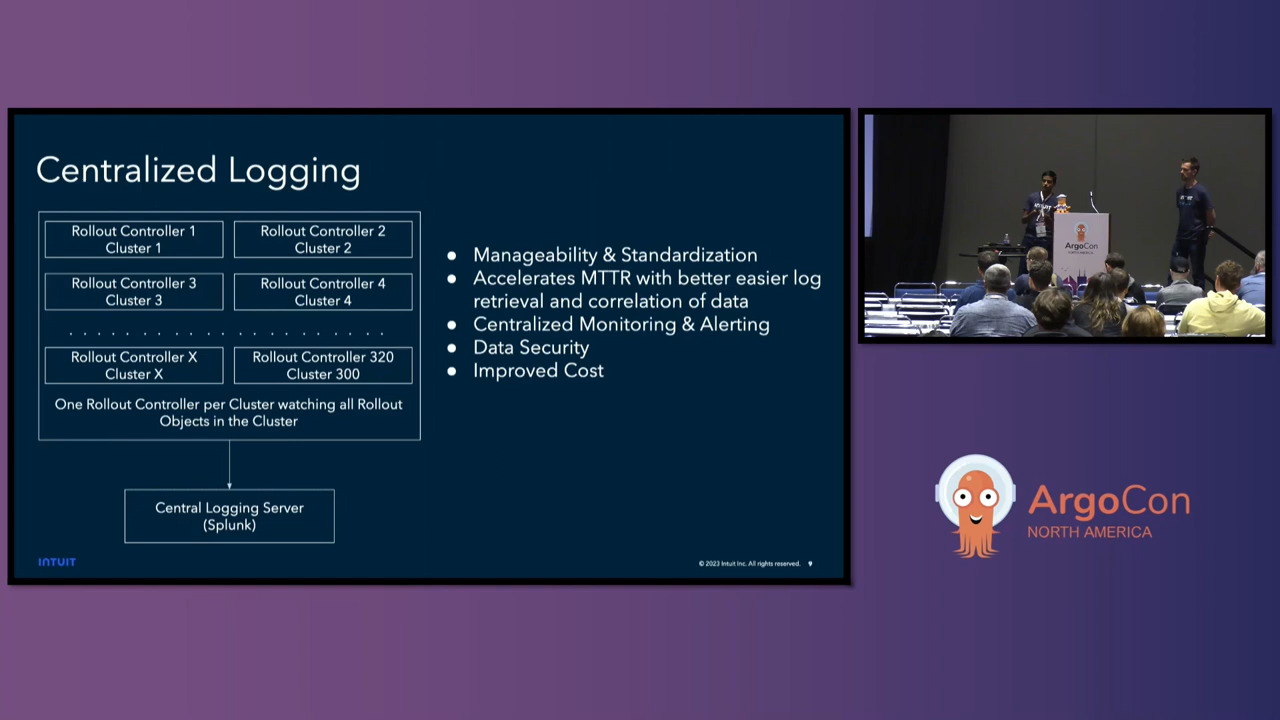 Centralized Logging
Rollout Controller 1
Cluster 1
Rollout Controller 2
Cluster 2
Rollout Controller 3
Cluster 3
Rollout Controller 4
Cluster 4
. . . . . . . . . . . . . . . . . . . . . .
Rollout Controller X
Cluster X
Rollout Controller 320
Cluster 300
One Rollout Controller per Cluster watching all Rollout
Objects in the Cluster
Central Logging Server
(Splunk)
● Manageability & Standardization
● Accelerates MTTR with better easier log
retrieval and correlation of data
● Centralized Monitoring & Alerting
● Data Security
● Improved Cost
INTUIT
© 2023 Intuit Inc. All rights reserved. 9
INTUIT
ArgoCon
ArgoCon
NORTH AMERICA